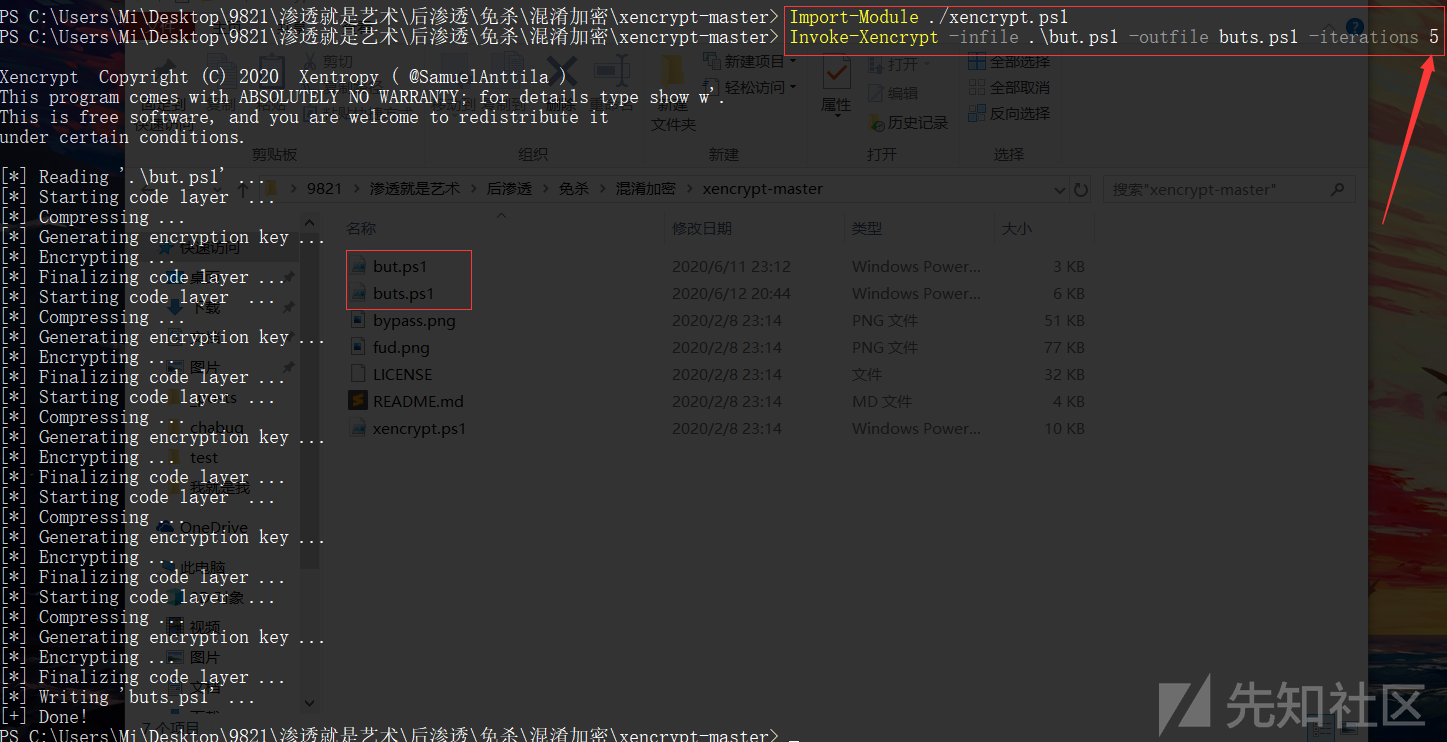 PS C:\Users\Mi\Desktop\9821\渗透就是艺术\后渗透\免杀\混淆加密\xencrypt-master> Import-Module ./xencrypt.ps1
PS C:\Users\Mi\Desktop\9821\渗透就是艺术\后渗透\免杀\混淆加密\xencrypt-master> Invoke-Xencrypt -infile .\but.ps1 -outfile buts.ps1 -iterations 5
Xencrypt Copyright (C) 2020 Xentropy ( @SamuelAnttila )
This program comes with ABSOLUTELY NO WARRANTY; for details type show w'.
This is free software, and you are welcome to redistribute it
under certain conditions.
[*] Reading '.\but.ps1' ...
[*] Starting code layer ...
[*] Compressing ...
[*] Generating encryption key ...
[*] Encrypting ...
[*] Finalizing code layer ...
[*] Starting code layer ...
[*] Compressing ...
[*] Generating encryption key ...
[*] Encrypting ...
[*] Finalizing code layer ...
[*] Starting code layer ...
[*] Compressing ...
[*] Generating encryption key ...
[*] Encrypting ...
[*] Finalizing code layer ...
[*] Starting code layer ...
[*] Compressing ...
[*] Generating encryption key ...
[*] Encrypting ...
[*] Finalizing code layer ...
[*] Starting code layer ...
[*] Compressing ...
[*] Generating encryption key ...
[*] Encrypting ...
[*] Finalizing code layer ...
[*] Writing 'buts.ps1' ...
[+] Done!
PS C:\Users\Mi\Desktop\9821\渗透就是艺术\后渗透\免杀\混淆加密\xencrypt-master> _
剪切
新建项目
打开
全部选择
轻松访问
编辑
全部取消
属性
文件夹
历史记录
反向选择
快速访问
剪贴板
组织
新建
打开
选择
9821 > 渗透就是艺术 > 后渗透 > 免杀 > 混淆加密 > xencrypt-master
搜索"xencrypt-master"
名称 修改日期 类型 大小
but.ps1 2020/6/11 23:12 Windows Power... 3 KB
buts.ps1 2020/6/12 20:44 Windows Power... 6 KB
bypass.png 2020/2/8 23:14 PNG 文件 51 KB
fud.png 2020/2/8 23:14 PNG 文件 77 KB
LICENSE 2020/2/8 23:14 文件 32 KB
README.md 2020/2/8 23:14 MD 文件 4 KB
xencrypt.ps1 2020/2/8 23:14 Windows Power... 10 KB
快速访问
下载
图片
chabug
test
我就是我
OneDrive
此电脑
视频
图片
7 个项目
先知社区